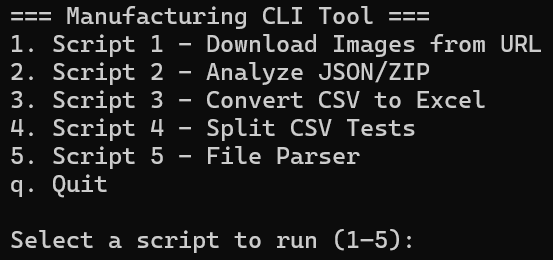 === Manufacturing CLI Tool ===
1. Script 1 - Download Images from URL
2. Script 2 - Analyze JSON/ZIP
3. Script 3 - Convert CSV to Excel
4. Script 4 - Split CSV Tests
5. Script 5 - File Parser
q. Quit
Select a script to run (1-5):